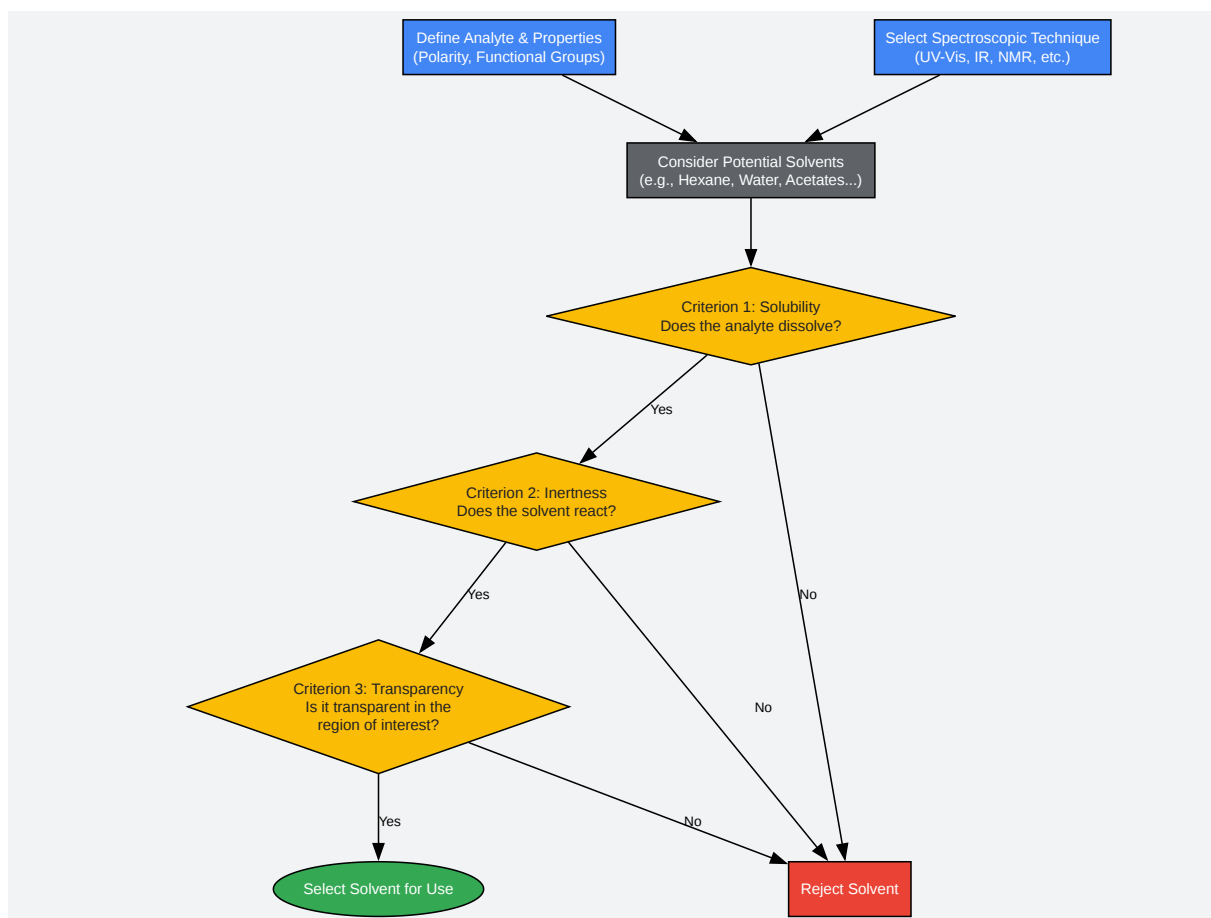 Define Analyte & Properties
(Polarity, Functional Groups)
Select Spectroscopic Technique
(UV-Vis, IR, NMR, etc.)
Consider Potential Solvents
(e.g., Hexane, Water, Acetates...)
Criterion 1: Solubility
Does the analyte dissolve?
Yes
Criterion 2: Inertness
Does the solvent react?
Yes
No
Criterion 3: Transparency
Is it transparent in the
region of interest?
No
Yes
No
Select Solvent for Use
Reject Solvent